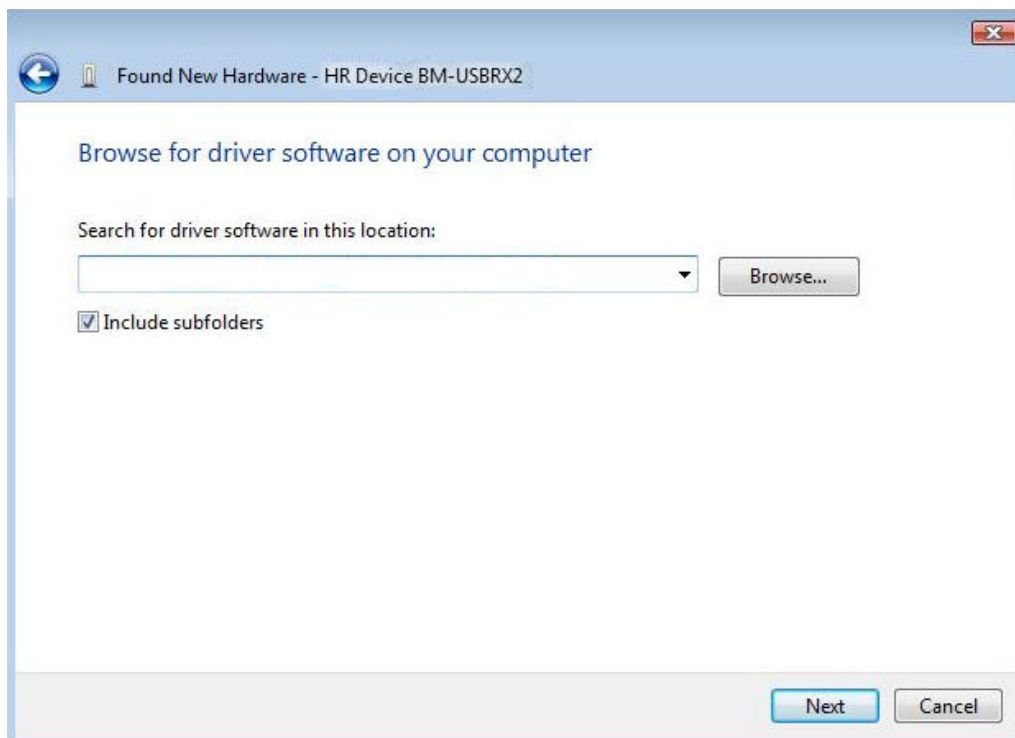 Found New Hardware - HR Device BM-USBRX2
Browse for driver software on your computer
Search for driver software in this location:
Browse...
Include subfolders
Next
Cancel